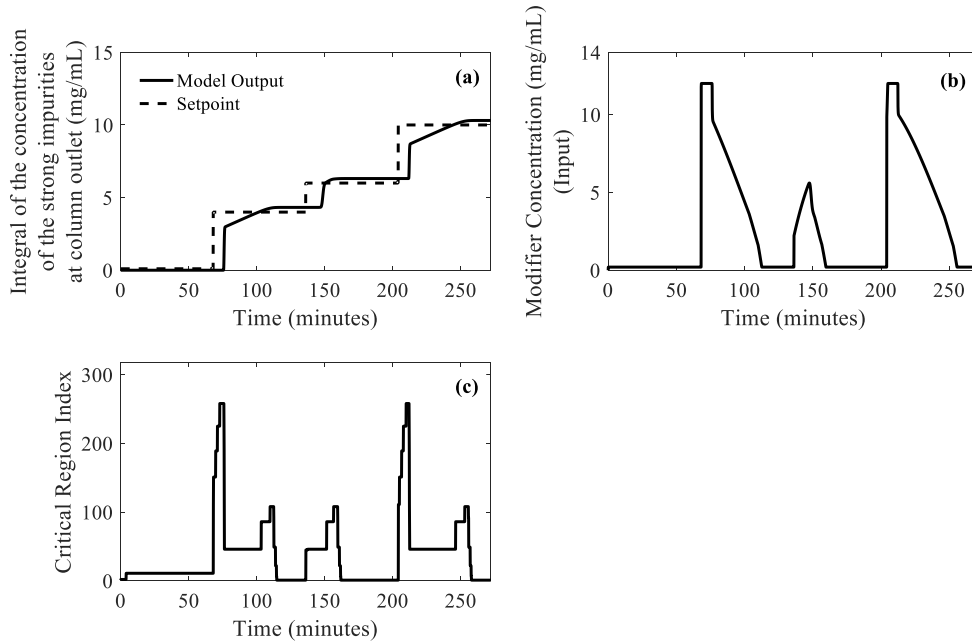 Integral of the concentration
of the strong impurities
at column outlet (mg/mL)
15
10
5
0
(a)
Model Output
Setpoint
0 50 100 150 200 250
Time (minutes)
Modifier Concentration (mg/mL)
(Input)
14
10
5
0
(b)
0 50 100 150 200 250
Time (minutes)
Critical Region Index
300
200
100
0
(c)
0 50 100 150 200 250
Time (minutes)